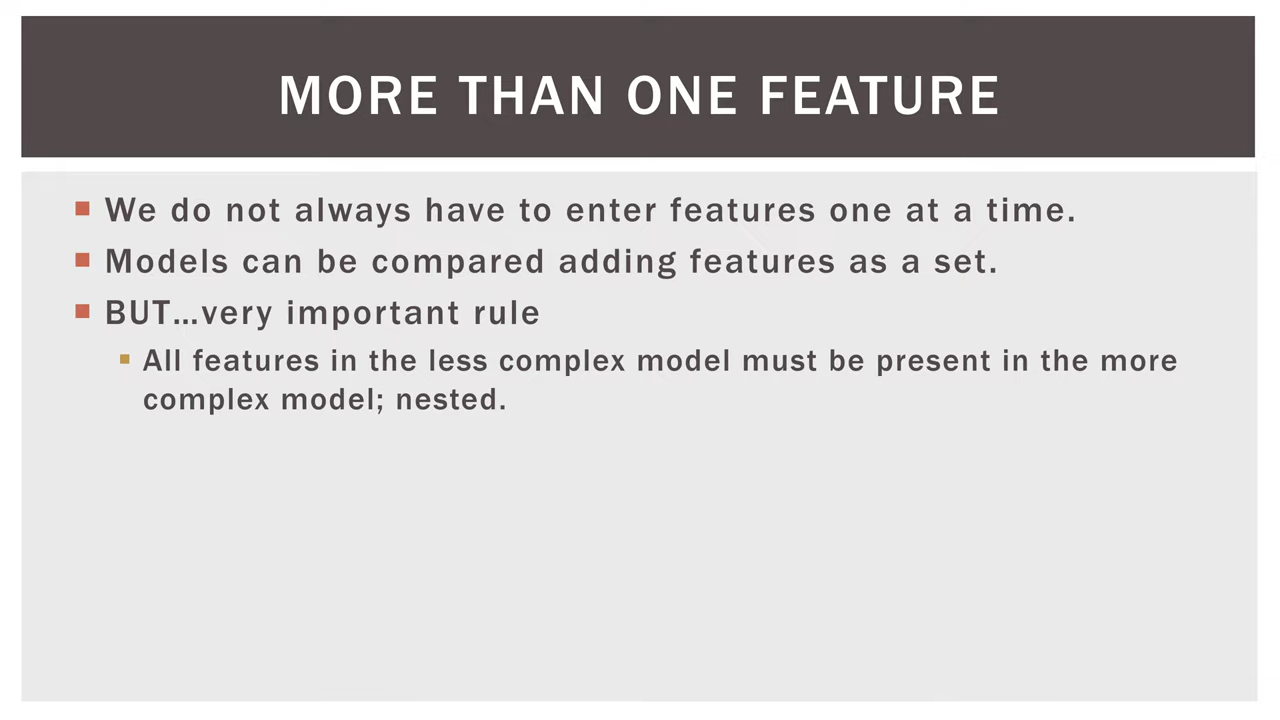 MORE THAN ONE FEATURE
We do not always have to enter features one at a time.
Models can be compared adding features as a set.
BUT…very important rule
All features in the less complex model must be present in the more
complex model; nested.